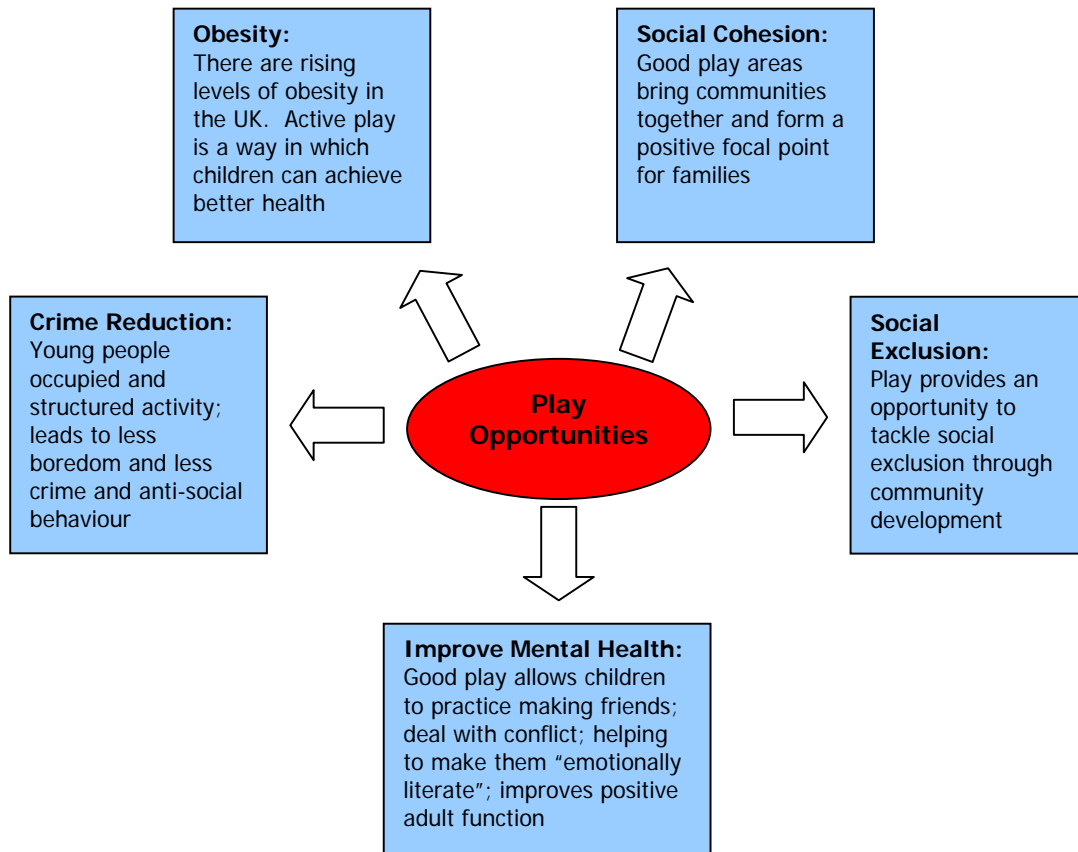 Obesity:
There are rising
levels of obesity in
the UK.  Active play
is a way in which
children can achieve
better health
Social Cohesion:
Good play areas
bring communities
together and form a
positive focal point
for families
Crime Reduction:
Young people
occupied and
structured activity;
leads to less
boredom and less
crime and anti-social
behaviour
Play
Opportunities
Social
Exclusion:
Play provides an
opportunity to
tackle social
exclusion through
community
development
Improve Mental Health:
Good play allows children
to practice making friends;
deal with conflict; helping
to make them “emotionally
literate”; improves positive
adult function